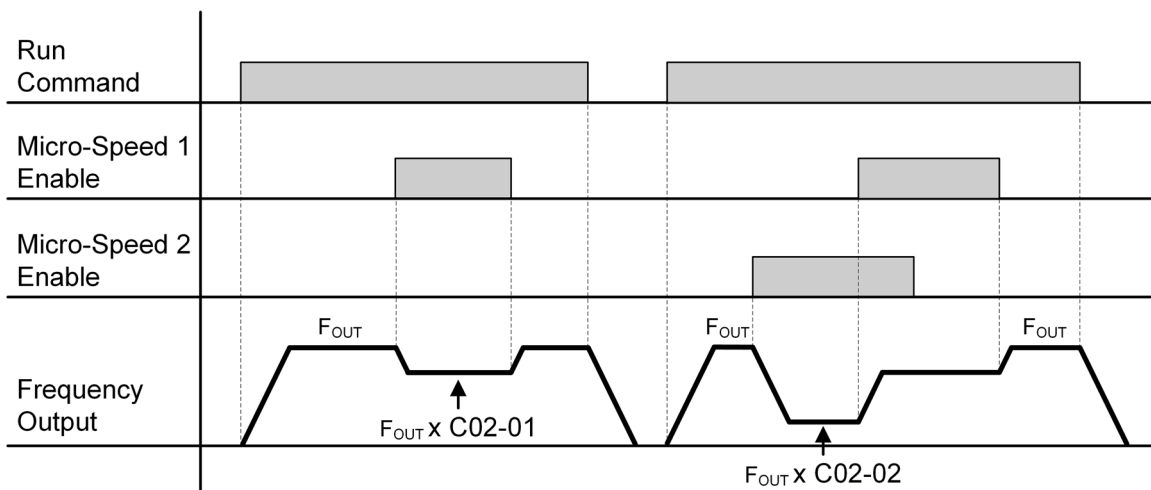 Run
Command
Micro-Speed 1
Enable
Micro-Speed 2
Enable
FOUT
FOUT
FOUT
Frequency
Output
FOUT x C02-01
FOUT x C02-02